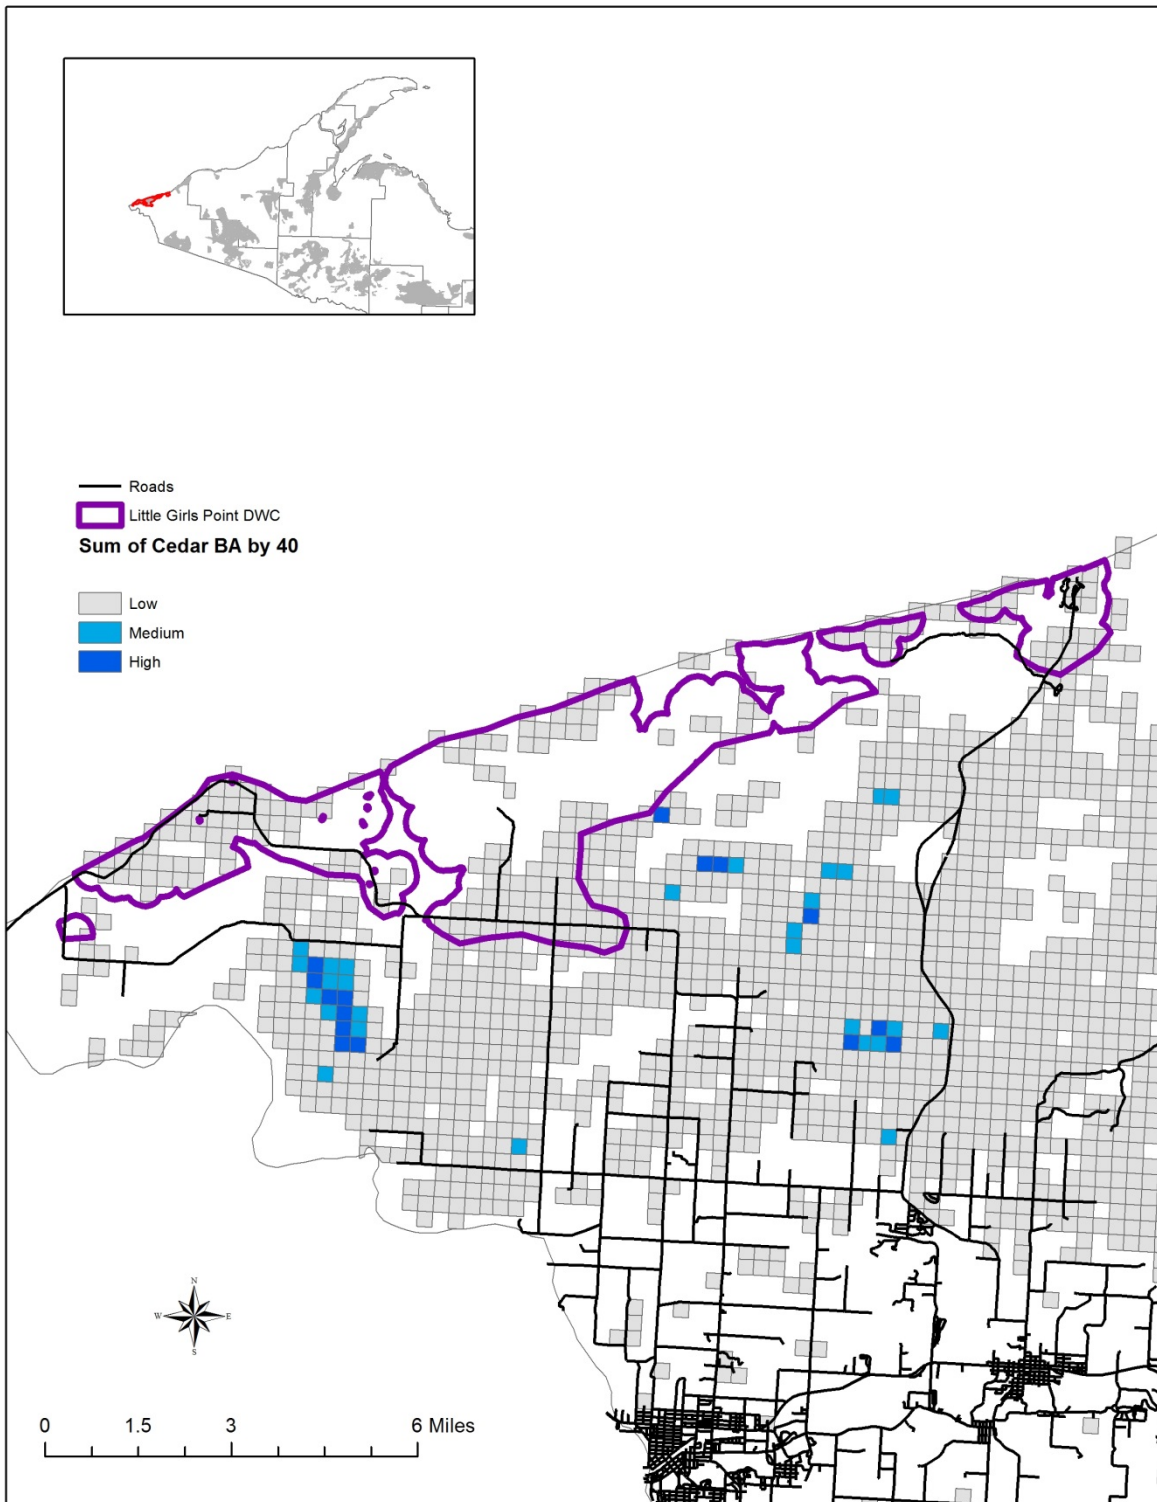 Roads
Little Girls Point DWC
Sum of Cedar BA by 40
Low
Medium
High
N
W E
S
0 1.5 3 6 Miles